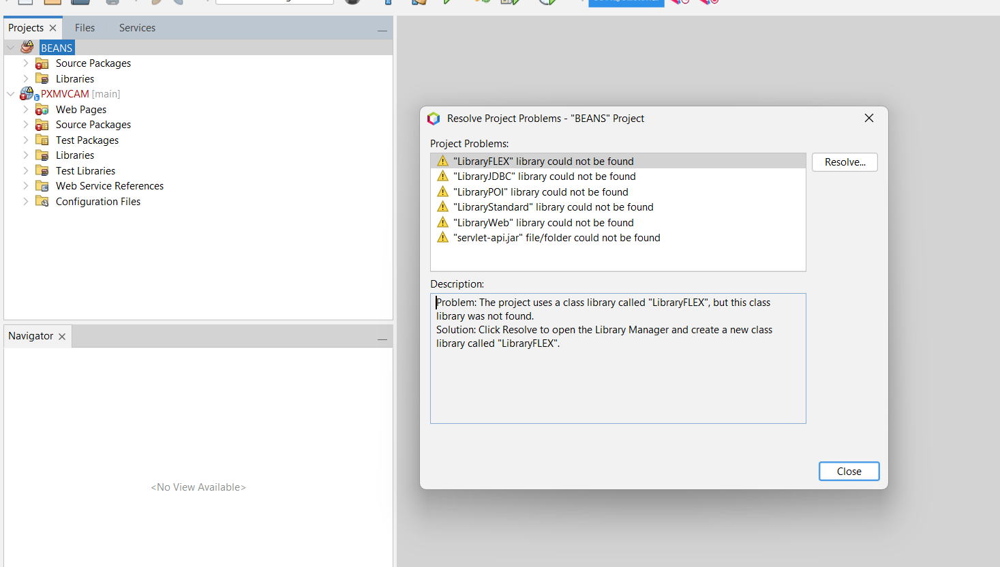 Projects
Files
Services
BEANS
Source Packages
Libraries
PXMVCAM [main]
Web Pages
Source Packages
Test Packages
Libraries
Test Libraries
Web Service References
Configuration Files
Navigator
<No View Available>
Resolve Project Problems - "BEANS" Project
Project Problems:
"LibraryFLEX" library could not be found
"LibraryJDBC" library could not be found
"LibraryPOI" library could not be found
"LibraryStandard" library could not be found
"LibraryWeb" library could not be found
"servlet-api.jar" file/folder could not be found
Resolve...
Description:
Problem: The project uses a class library called "LibraryFLEX", but this class
library was not found.
Solution: Click Resolve to open the Library Manager and create a new class
library called "LibraryFLEX".
Close